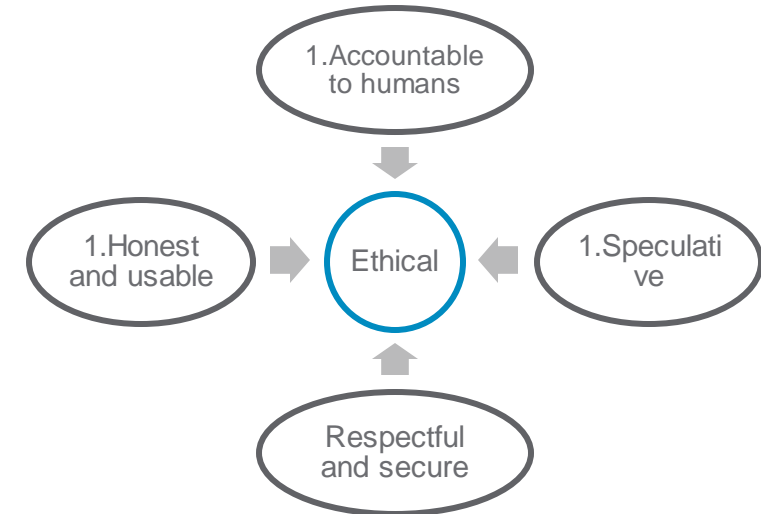 1.Accountable
to humans
1.Honest
and usable
Ethical
1.Speculati
ve
Respectful
and secure